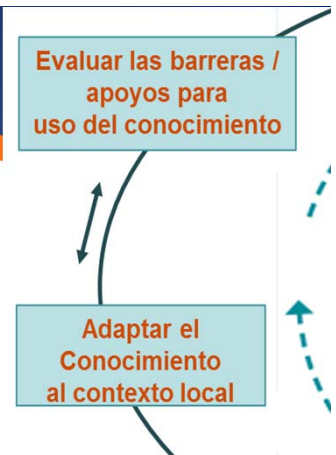 Evaluar las barreras /
apoyos para
uso del conocimiento
Adaptar el
Conocimiento
al contexto local